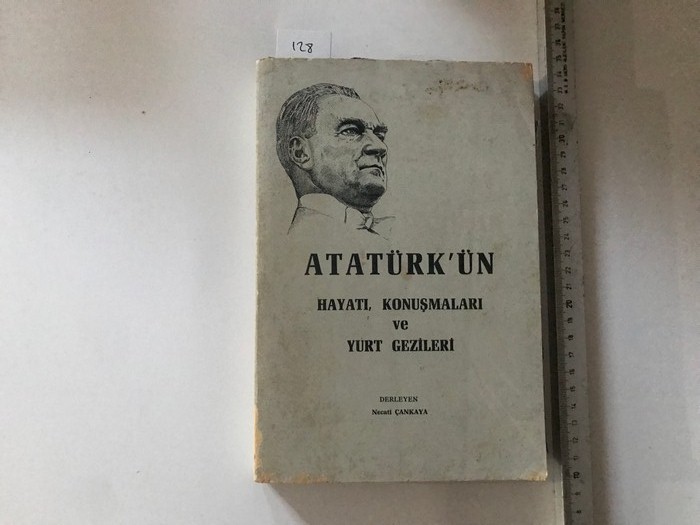 128
ATATÜRK'ÜN
HAYATI, KONUŞMALARI
ve
YURT GEZİLERİ
DERLEYEN
Necati ÇANKAYA